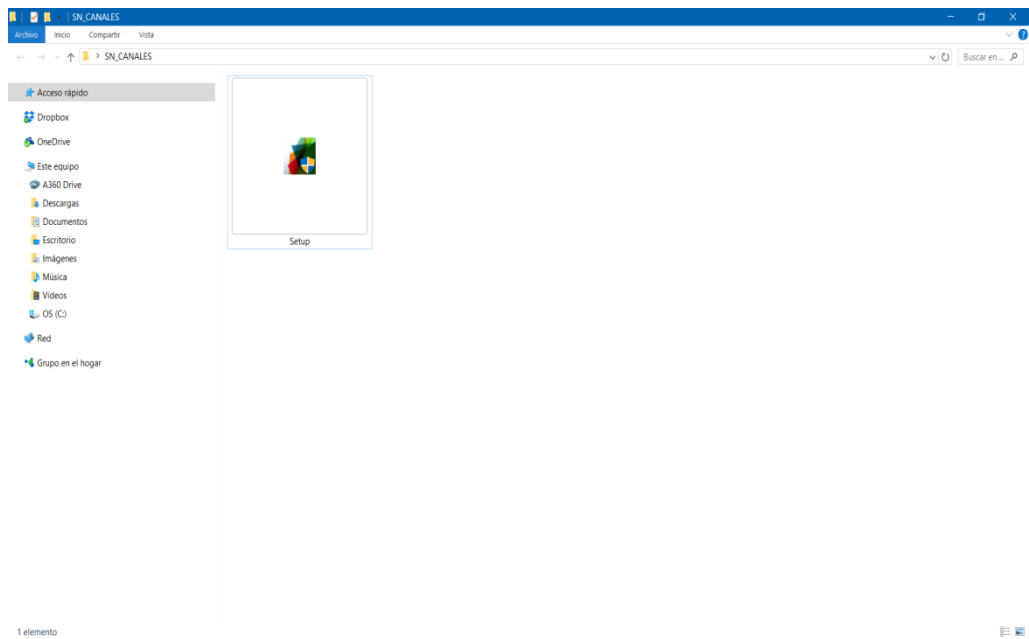 SN_CANALES
Archivo Inicio Compartir Vista
SN_CANALES
Buscar en ...
Acceso rápido
Dropbox
OneDrive
Este equipo
A360 Drive
Descargas
Documentos
Escritorio
Imágenes
Música
Vídeos
OS (C:)
Red
Grupo en el hogar
Setup
1 elemento